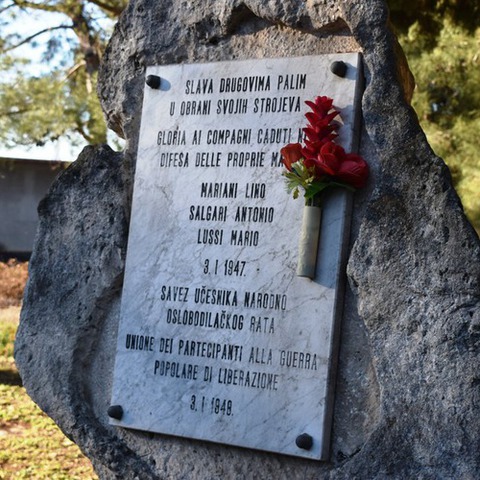 SLAVA DRUGOVIMA PALIM
U OBRANI SVOJIH STROJEVA
GLORIA AI COMPAGNI CADUTI
DIFESA DELLE PROPRIE
MARIANI LINO
SALGARI ANTONIO
LUSSI MARIO
3. I 1947.
SAVEZ UČESNIKA NARODNO
OSLOBODILAČKOG RATA
UNIONE DEI PARTECIPANTI ALLA GUERRA
POPOLARE DI LIBERAZIONE
3. I 1949.